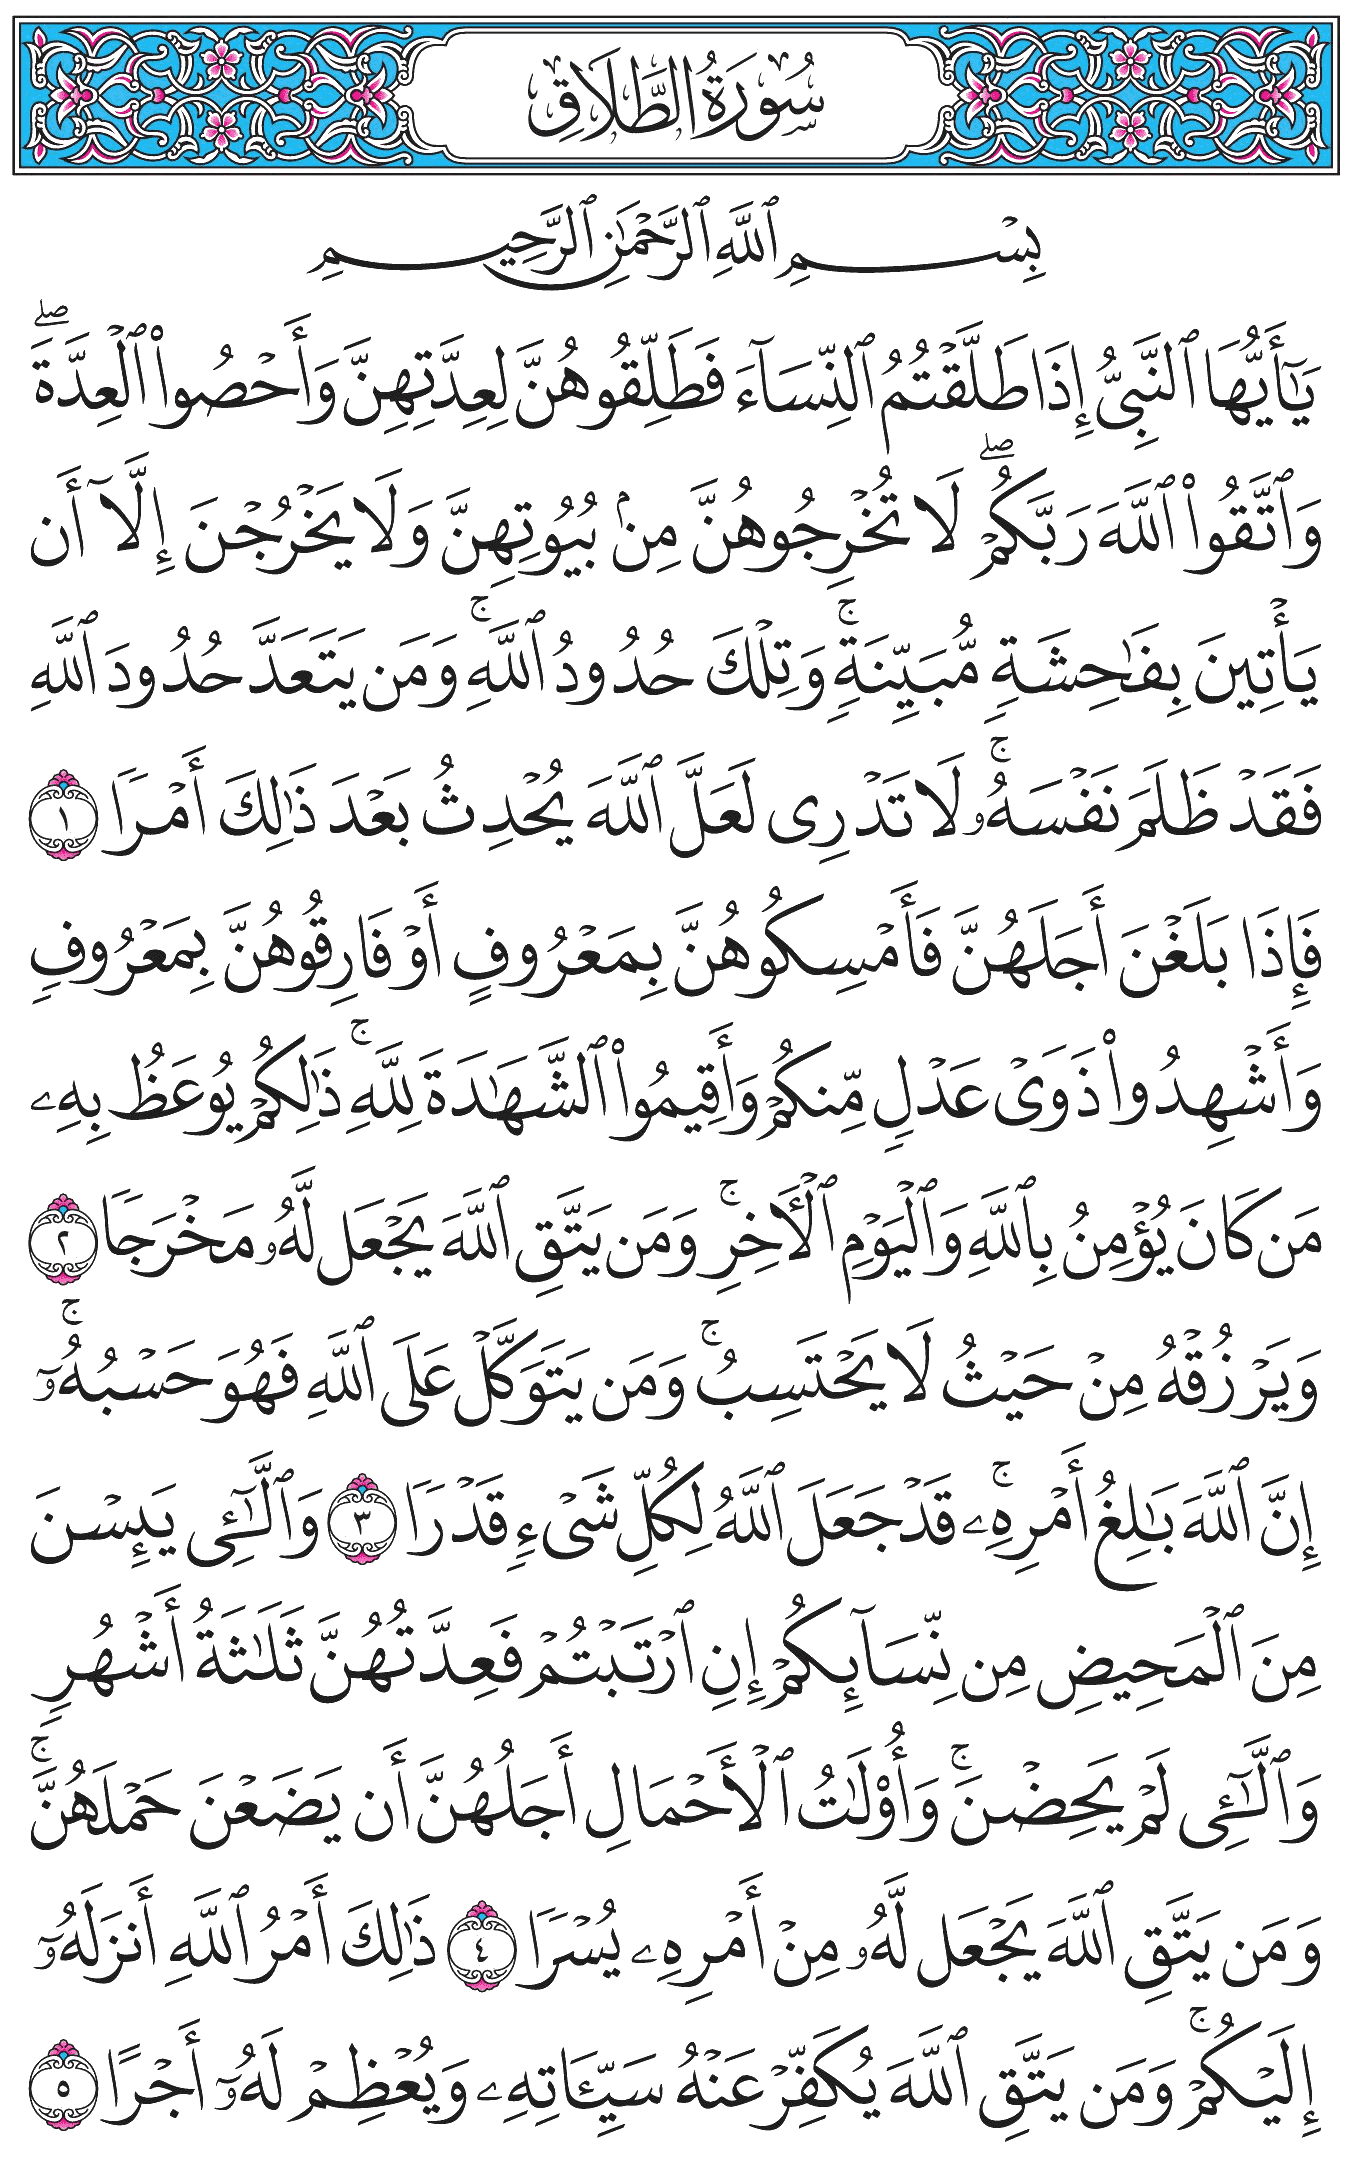 سُورَةُ الطَّلَاقِ
بِسْمِ ٱللَّهِ ٱلرَّحْمَٰنِ ٱلرَّحِيمِ
يَٰٓأَيُّهَا ٱلنَّبِىُّ إِذَا طَلَّقْتُمُ ٱلنِّسَآءَ فَطَلِّقُوهُنَّ لِعِدَّتِهِنَّ وَأَحْصُوا۟ ٱلْعِدَّةَ ۖ
وَٱتَّقُوا۟ ٱللَّهَ رَبَّكُمْ ۖ لَا تُخْرِجُوهُنَّ مِنۢ بُيُوتِهِنَّ وَلَا يَخْرُجْنَ إِلَّآ أَن
يَأْتِينَ بِفَٰحِشَةٍ مُّبَيِّنَةٍ ۚ وَتِلْكَ حُدُودُ ٱللَّهِ ۚ وَمَن يَتَعَدَّ حُدُودَ ٱللَّهِ
فَقَدْ ظَلَمَ نَفْسَهُۥ ۚ لَا تَدْرِى لَعَلَّ ٱللَّهَ يُحْدِثُ بَعْدَ ذَٰلِكَ أَمْرًا ١
فَإِذَا بَلَغْنَ أَجَلَهُنَّ فَأَمْسِكُوهُنَّ بِمَعْرُوفٍ أَوْ فَارِقُوهُنَّ بِمَعْرُوفٍ
وَأَشْهِدُوا۟ ذَوَىْ عَدْلٍ مِّنكُمْ وَأَقِيمُوا۟ ٱلشَّهَٰدَةَ لِلَّهِ ۚ ذَٰلِكُمْ يُوعَظُ بِهِۦ
مَن كَانَ يُؤْمِنُ بِٱللَّهِ وَٱلْيَوْمِ ٱلْأَخِرِ ۚ وَمَن يَتَّقِ ٱللَّهَ يَجْعَل لَّهُۥ مَخْرَجًا ٢
وَيَرْزُقْهُ مِنْ حَيْثُ لَا يَحْتَسِبُ ۚ وَمَن يَتَوَكَّلْ عَلَى ٱللَّهِ فَهُوَ حَسْبُهُۥٓ ۚ
إِنَّ ٱللَّهَ بَٰلِغُ أَمْرِهِۦ ۚ قَدْ جَعَلَ ٱللَّهُ لِكُلِّ شَىْءٍ قَدْرًا ٣ وَٱلَّٰٓـِٔى يَئِسْنَ
مِنَ ٱلْمَحِيضِ مِن نِّسَآئِكُمْ إِنِ ٱرْتَبْتُمْ فَعِدَّتُهُنَّ ثَلَٰثَةُ أَشْهُرٍ
وَٱلَّٰٓـِٔى لَمْ يَحِضْنَ ۚ وَأُو۟لَٰتُ ٱلْأَحْمَالِ أَجَلُهُنَّ أَن يَضَعْنَ حَمْلَهُنَّ ۚ
وَمَن يَتَّقِ ٱللَّهَ يَجْعَل لَّهُۥ مِنْ أَمْرِهِۦ يُسْرًا ٤ ذَٰلِكَ أَمْرُ ٱللَّهِ أَنزَلَهُۥٓ
إِلَيْكُمْ ۚ وَمَن يَتَّقِ ٱللَّهَ يُكَفِّرْ عَنْهُ سَيِّـَٔاتِهِۦ وَيُعْظِمْ لَهُۥٓ أَجْرًا ٥